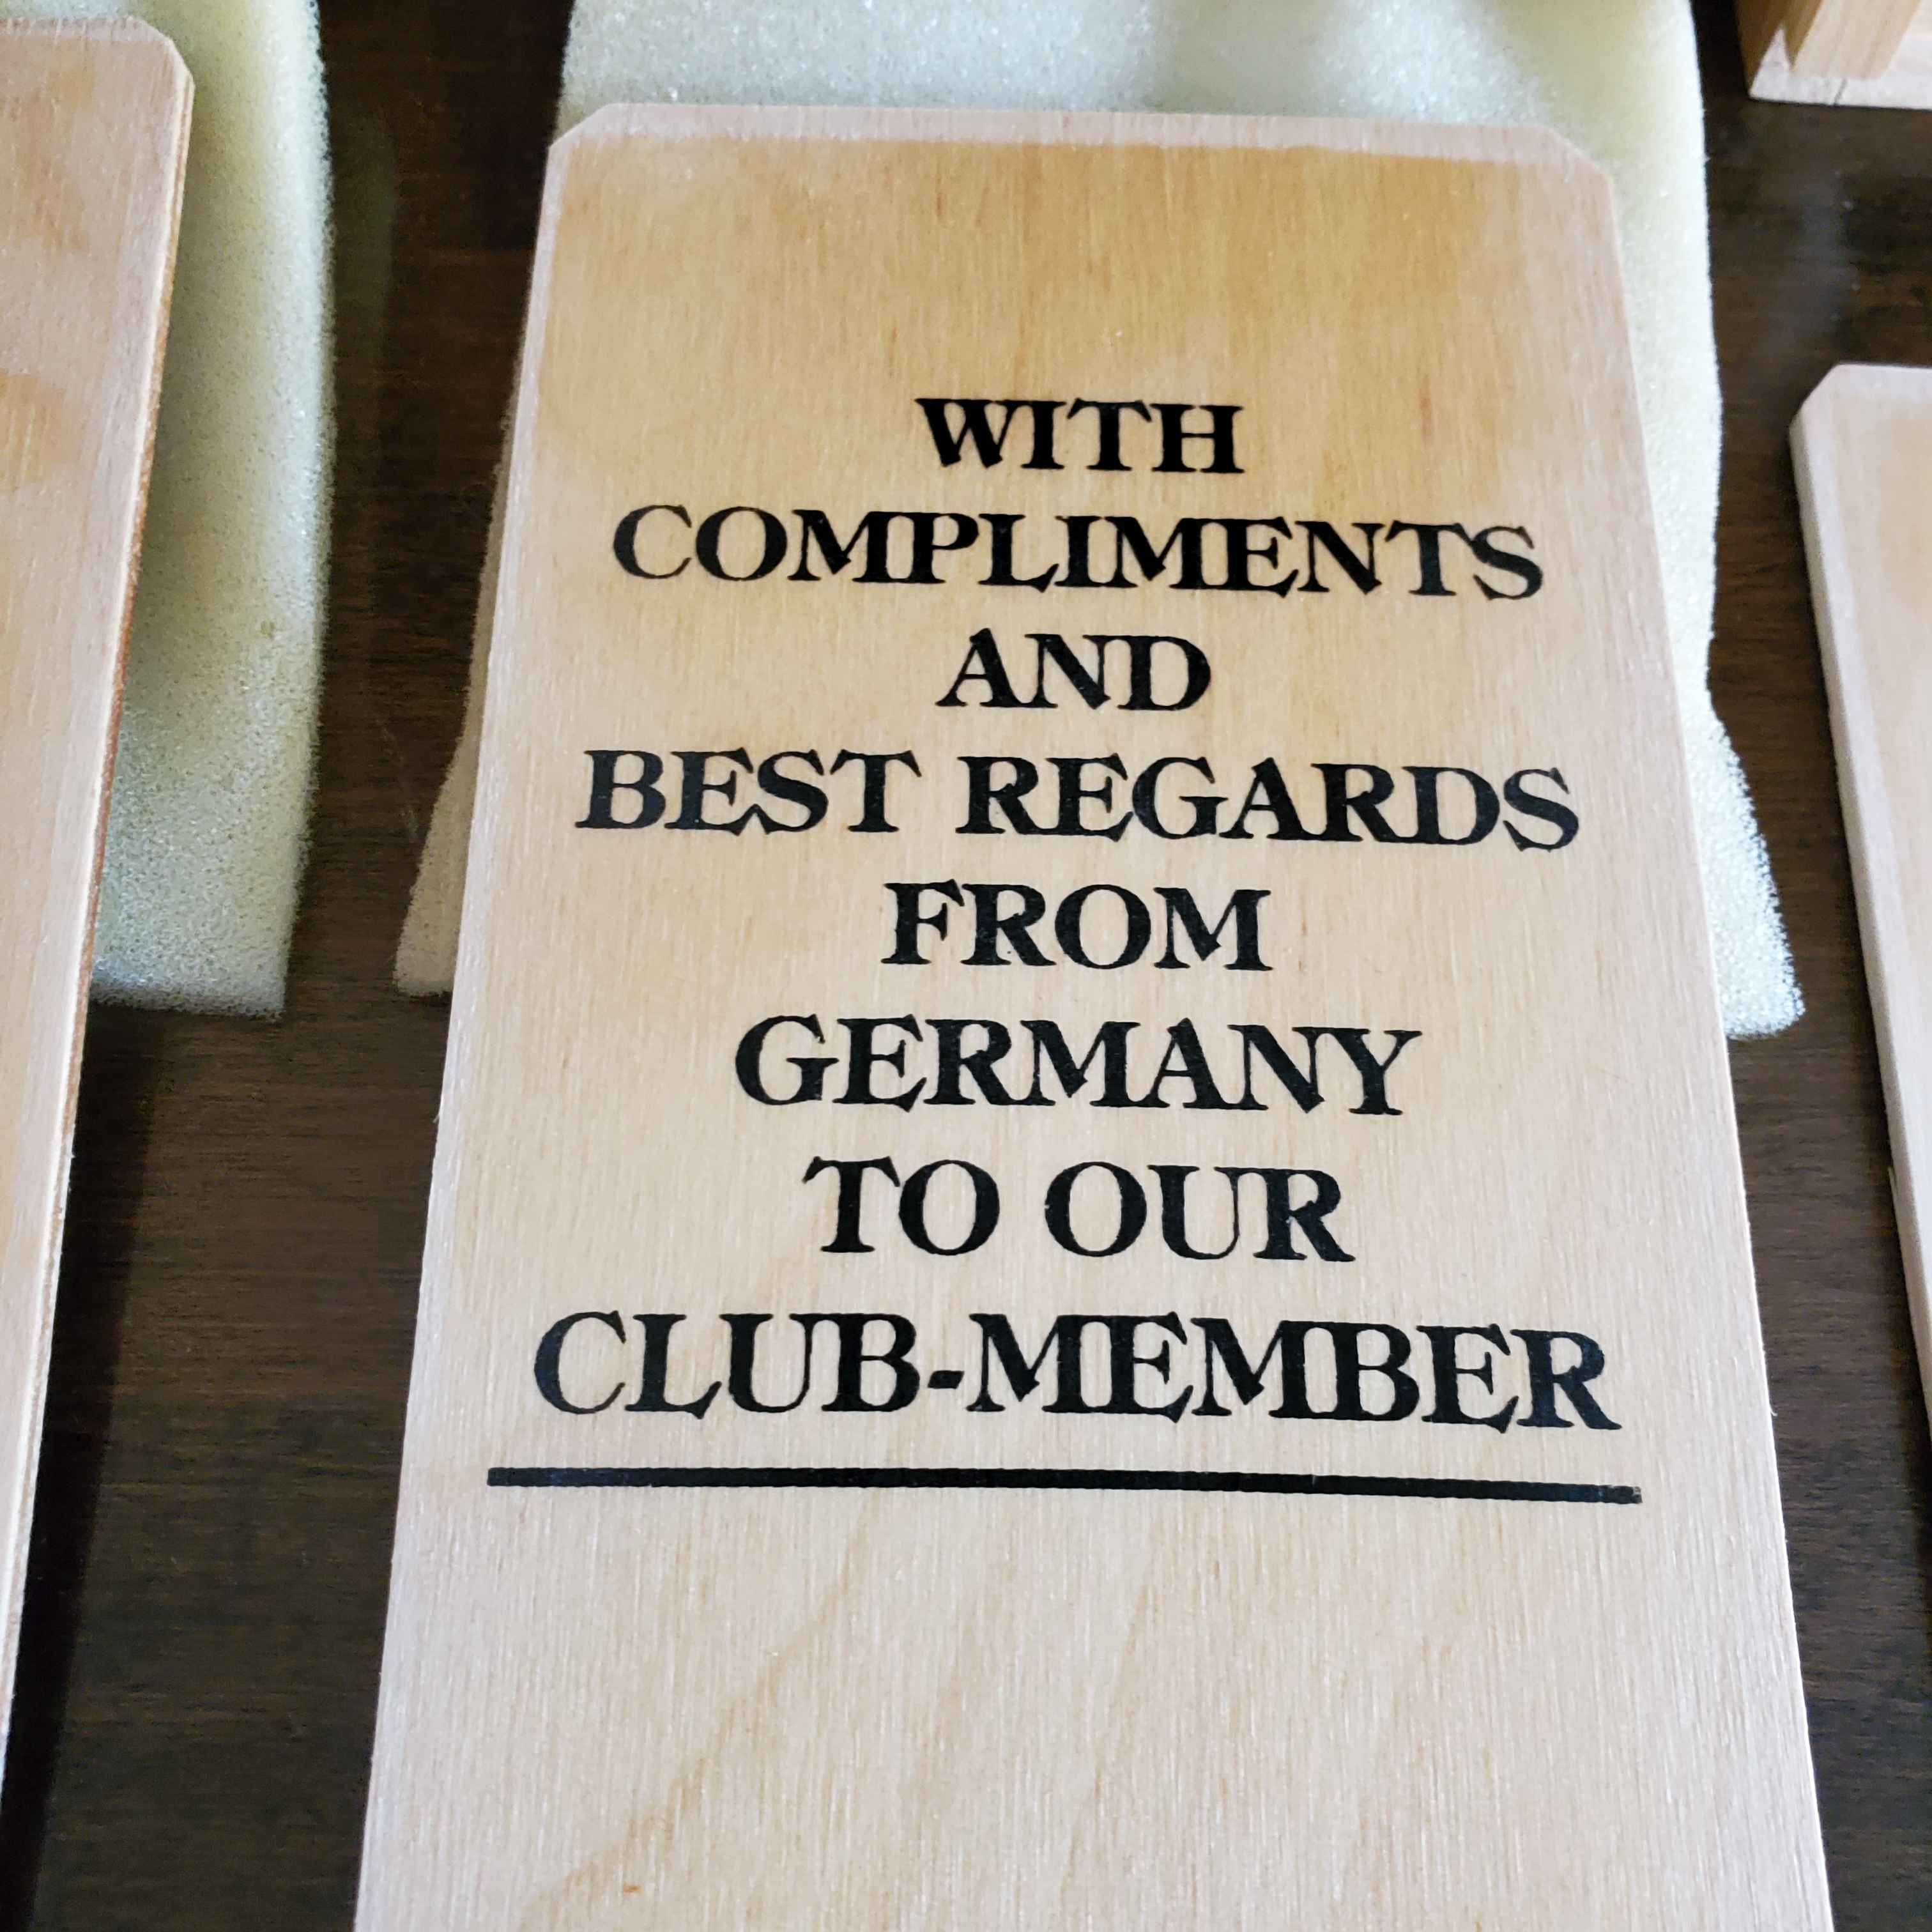 WITH
COMPLIMENTS
AND
BEST REGARDS
FROM
GERMANY
TO OUR
CLUB-MEMBER